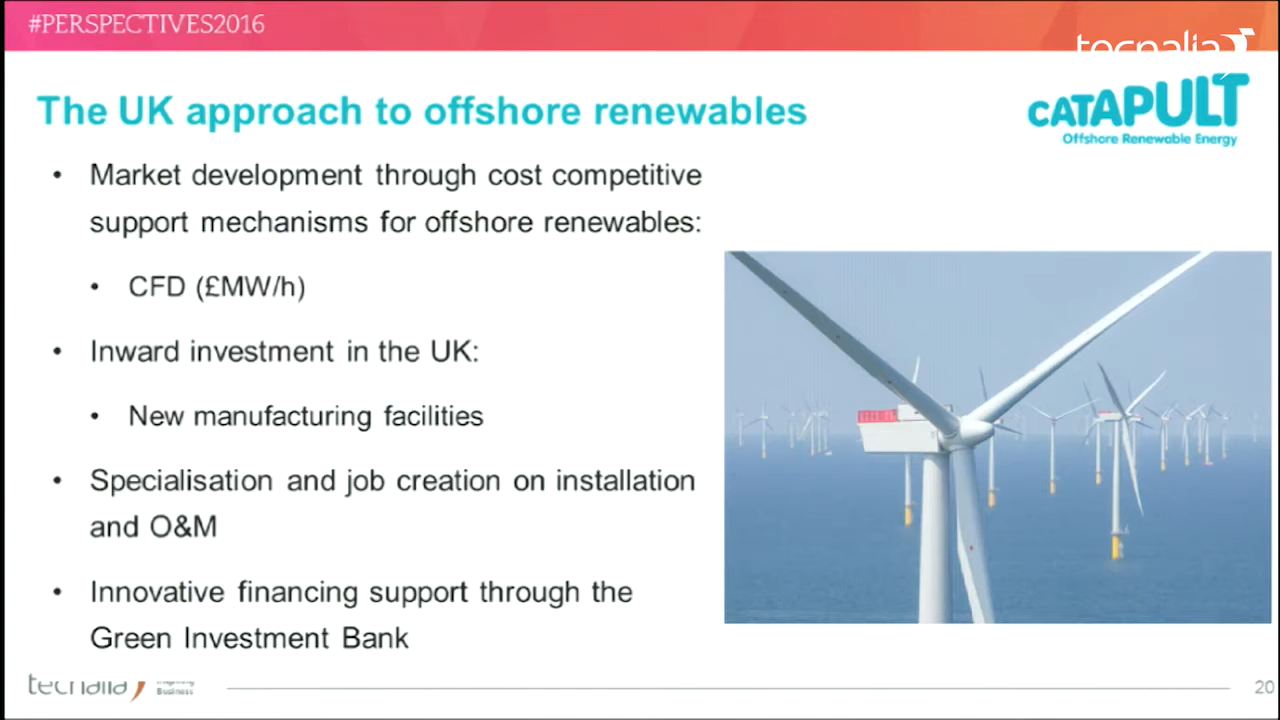 #PERSPECTIVES2016
tecnalia
The UK approach to offshore renewables
CATAPULT
Offshore Renewable Energy
• Market development through cost competitive
support mechanisms for offshore renewables:
• CFD (£MW/h)
• Inward investment in the UK:
• New manufacturing facilities
• Specialisation and job creation on installation
and O&M
• Innovative financing support through the
Green Investment Bank
tecnalia
Business
20